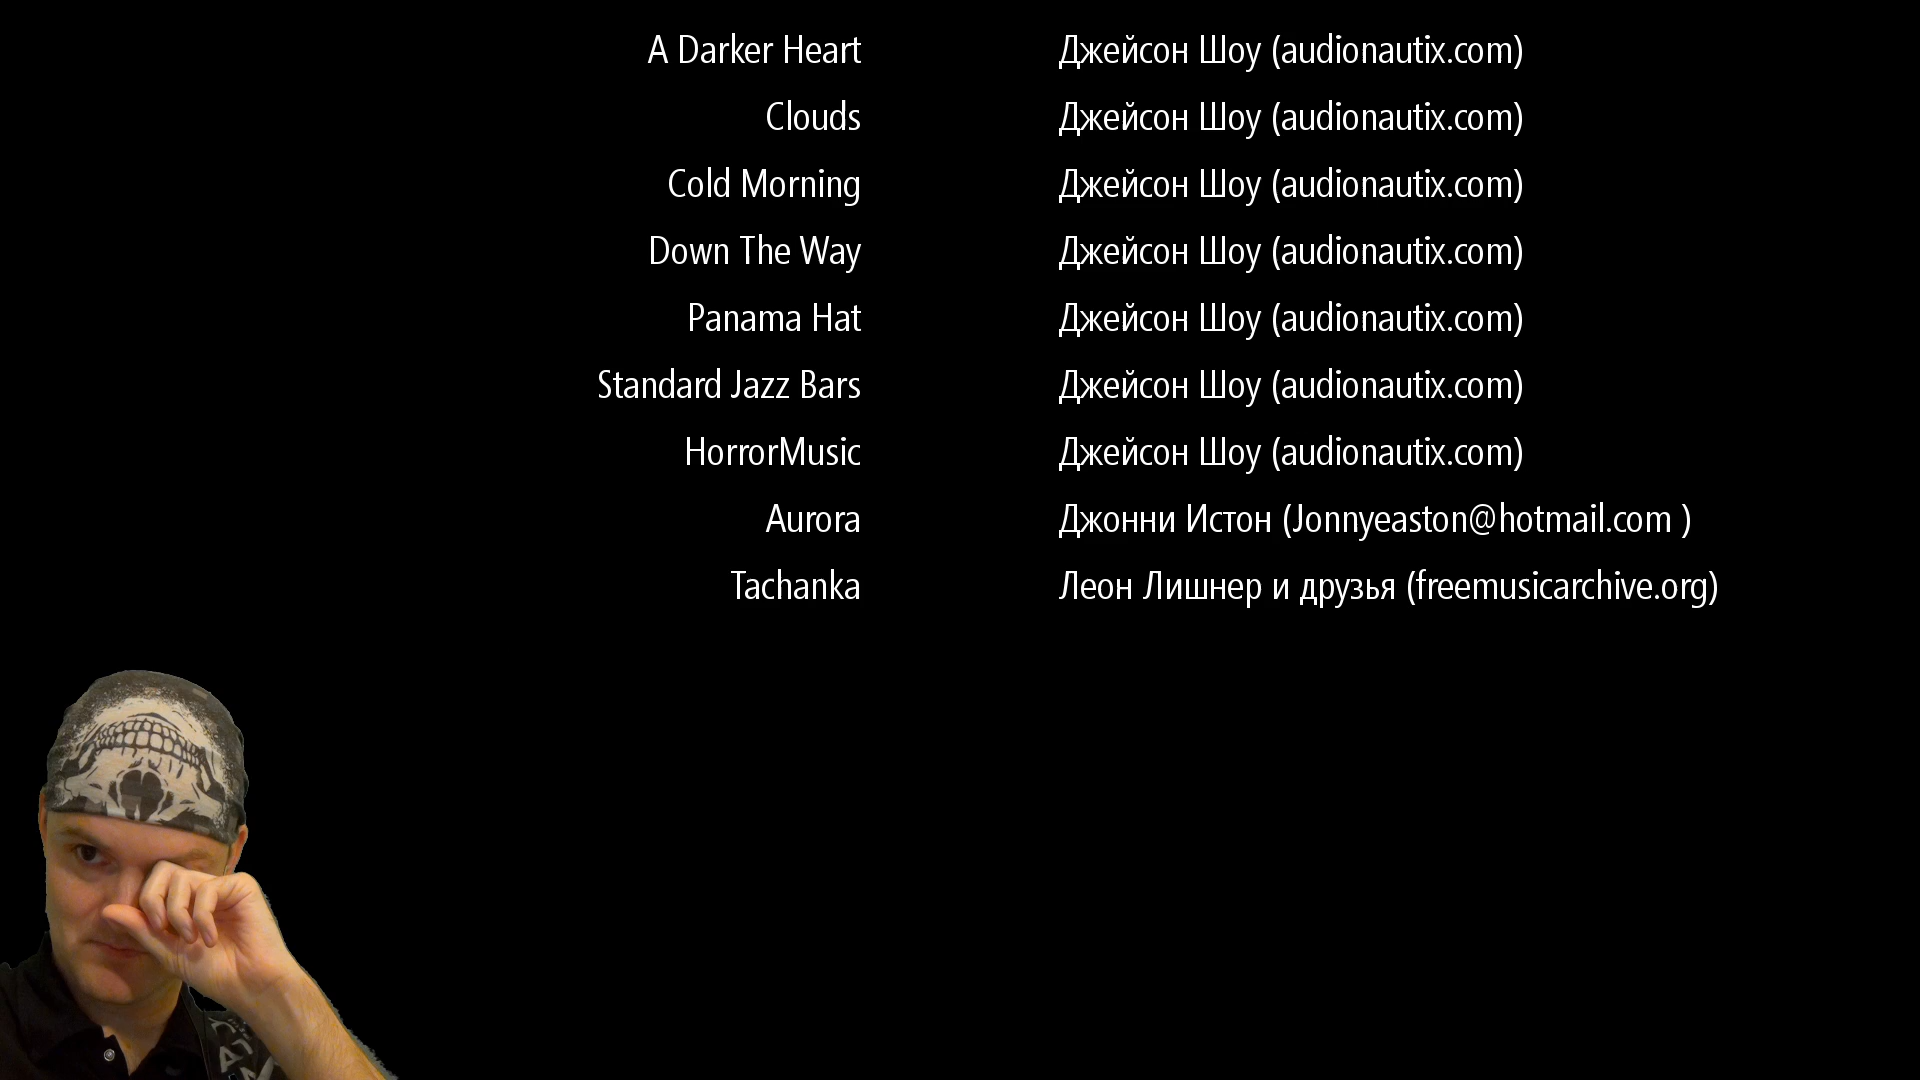 A Darker Heart Джейсон Шоу (audionautix.com)
Clouds Джейсон Шоу (audionautix.com)
Cold Morning Джейсон Шоу (audionautix.com)
Down The Way Джейсон Шоу (audionautix.com)
Panama Hat Джейсон Шоу (audionautix.com)
Standard Jazz Bars Джейсон Шоу (audionautix.com)
HorrorMusic Джейсон Шоу (audionautix.com)
Aurora Джонни Истон (Jonnyeaston@hotmail.com )
Tachanka Леон Лишнер и друзья (freemusicarchive.org)